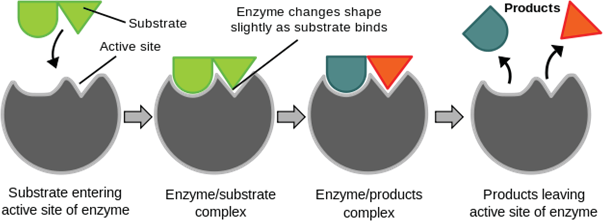 Substrate
Active site
Enzyme changes shape
slightly as substrate binds
Products
Substrate entering
active site of enzyme
Enzyme/substrate
complex
Enzyme/products
complex
Products leaving
active site of enzyme